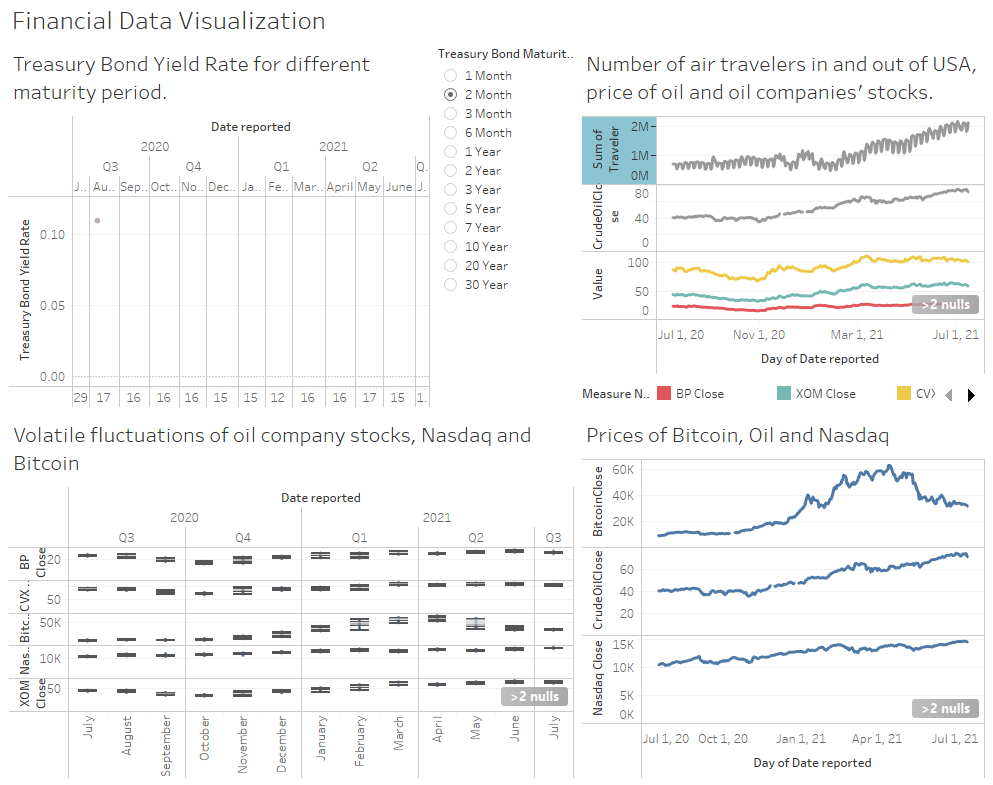 Financial Data Visualization
Treasury Bond Yield Rate for different
maturity period.
Date reported
2020 2021
Q3 Q4 Q1 Q2 Q.
J.. Au.. Sep.. Oct.. No.. Dec.. Ja.. Fe.. Mar.. April May June J.
Treasury Bond Yield Rate
0.10
0.05
0.00
29 17 16 16 16 15 12 16 16 17 15 1.
Treasury Bond Maturit..
1 Month
2 Month
3 Month
6 Month
1 Year
2 Year
3 Year
5 Year
7 Year
10 Year
20 Year
30 Year
Number of air travelers in and out of USA,
price of oil and oil companies’ stocks.
Sum of
Traveler
2M
1M
0M
CrudeOilClo
se
80
40
0
Value
100
50
0
>2 nulls
Jul 1, 20 Nov 1, 20 Mar 1, 21 Jul 1, 21
Day of Date reported
Measure N.. BP Close XOM Close CVX
Volatile fluctuations of oil company stocks, Nasdaq and
Bitcoin
Date reported
2020 2021
Q3 Q4 Q1 Q2 Q3
BP
Close
20
CVX ..
50
Bitc..
50K
Nas..
10K
XOM
Close
50
>2 nulls
July August September October November December January February March April May June July
Prices of Bitcoin, Oil and Nasdaq
BitcoinClose
60K
40K
20K
CrudeOilClose
60
40
20
Nasdaq Close
15K
10K
5K
0K
>2 nulls
Jul 1, 20 Oct 1, 20 Jan 1, 21 Apr 1, 21 Jul 1, 21
Day of Date reported